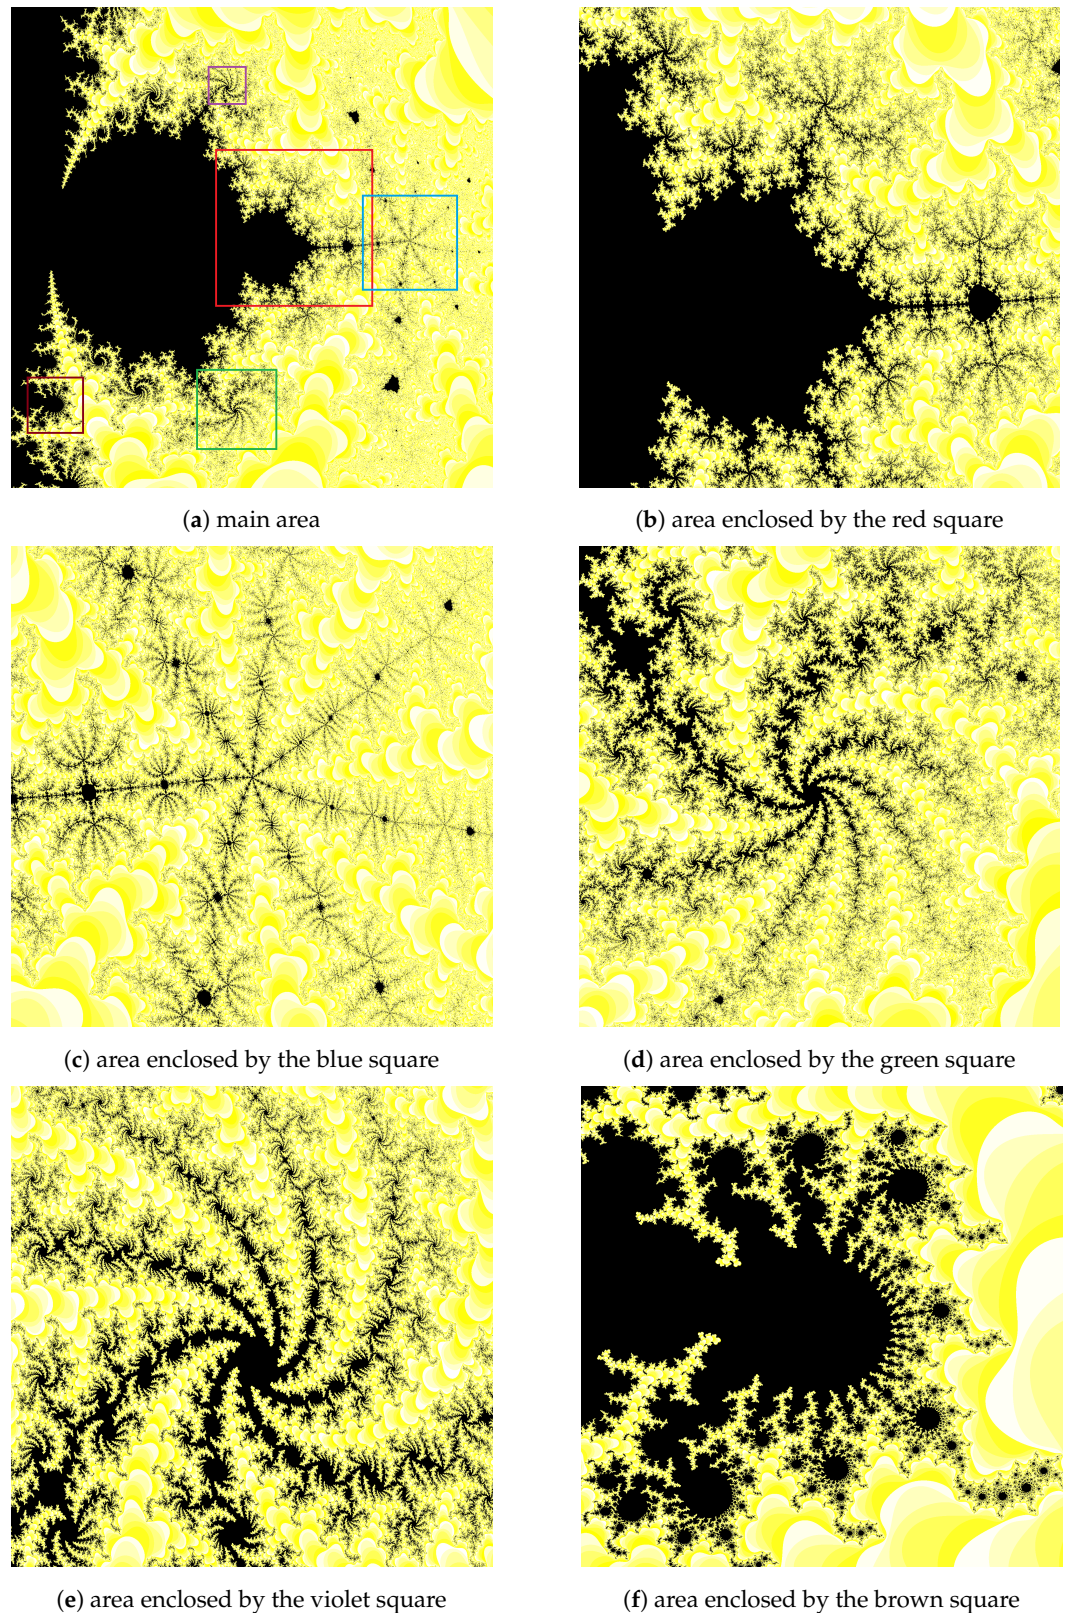 (a) main area
(b) area enclosed by the red square
(c) area enclosed by the blue square
(d) area enclosed by the green square
(e) area enclosed by the violet square
(f) area enclosed by the brown square